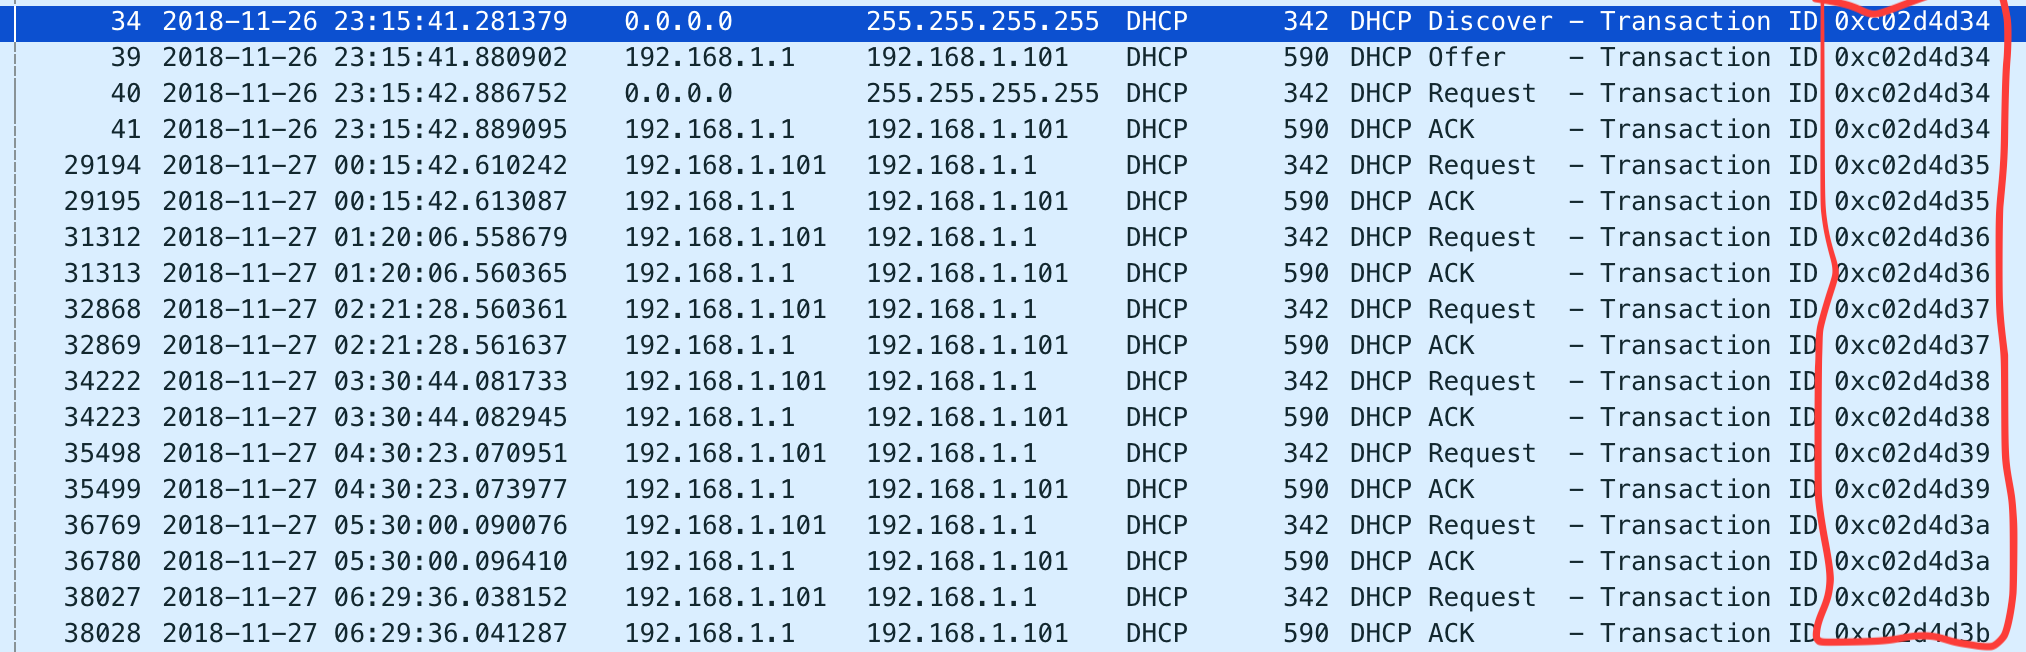 34 2018-11-26 23:15:41.281379 0.0.0.0 255.255.255.255 DHCP 342 DHCP Discover - Transaction ID 0xc02d4d34
39 2018-11-26 23:15:41.880902 192.168.1.1 192.168.1.101 DHCP 590 DHCP Offer - Transaction ID 0xc02d4d34
40 2018-11-26 23:15:42.886752 0.0.0.0 255.255.255.255 DHCP 342 DHCP Request - Transaction ID 0xc02d4d34
41 2018-11-26 23:15:42.889095 192.168.1.1 192.168.1.101 DHCP 590 DHCP ACK - Transaction ID 0xc02d4d34
29194 2018-11-27 00:15:42.610242 192.168.1.101 192.168.1.1 DHCP 342 DHCP Request - Transaction ID 0xc02d4d35
29195 2018-11-27 00:15:42.613087 192.168.1.1 192.168.1.101 DHCP 590 DHCP ACK - Transaction ID 0xc02d4d35
31312 2018-11-27 01:20:06.558679 192.168.1.101 192.168.1.1 DHCP 342 DHCP Request - Transaction ID 0xc02d4d36
31313 2018-11-27 01:20:06.560365 192.168.1.1 192.168.1.101 DHCP 590 DHCP ACK - Transaction ID 0xc02d4d36
32868 2018-11-27 02:21:28.560361 192.168.1.101 192.168.1.1 DHCP 342 DHCP Request - Transaction ID 0xc02d4d37
32869 2018-11-27 02:21:28.561637 192.168.1.1 192.168.1.101 DHCP 590 DHCP ACK - Transaction ID 0xc02d4d37
34222 2018-11-27 03:30:44.081733 192.168.1.101 192.168.1.1 DHCP 342 DHCP Request - Transaction ID 0xc02d4d38
34223 2018-11-27 03:30:44.082945 192.168.1.1 192.168.1.101 DHCP 590 DHCP ACK - Transaction ID 0xc02d4d38
35498 2018-11-27 04:30:23.070951 192.168.1.101 192.168.1.1 DHCP 342 DHCP Request - Transaction ID 0xc02d4d39
35499 2018-11-27 04:30:23.073977 192.168.1.1 192.168.1.101 DHCP 590 DHCP ACK - Transaction ID 0xc02d4d39
36769 2018-11-27 05:30:00.090076 192.168.1.101 192.168.1.1 DHCP 342 DHCP Request - Transaction ID 0xc02d4d3a
36780 2018-11-27 05:30:00.096410 192.168.1.1 192.168.1.101 DHCP 590 DHCP ACK - Transaction ID 0xc02d4d3a
38027 2018-11-27 06:29:36.038152 192.168.1.101 192.168.1.1 DHCP 342 DHCP Request - Transaction ID 0xc02d4d3b
38028 2018-11-27 06:29:36.041287 192.168.1.1 192.168.1.101 DHCP 590 DHCP ACK - Transaction ID 0xc02d4d3b